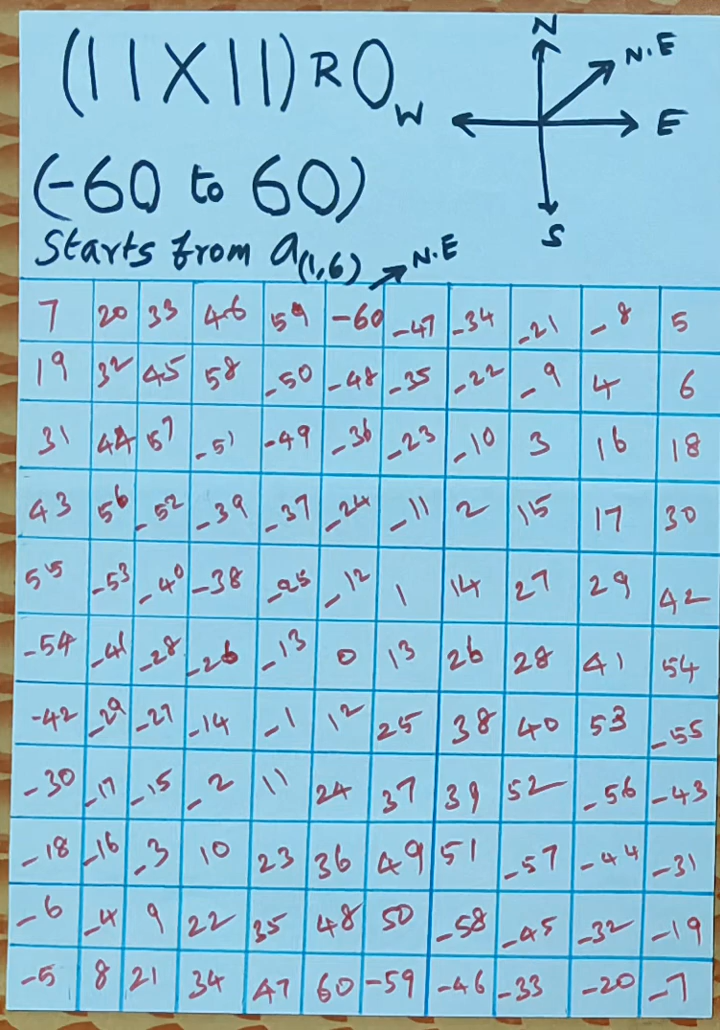 (11X11) RO
(-60 to 60)
Starts from a(1,6) N.E
N
N.E
W E
S
7 20 33 46 59 -60 -47 -34 -21 -8 5
19 32 45 58 -50 -48 -35 -22 -9 4 6
31 44 57 -51 -49 -36 -23 -10 3 16 18
43 56 -52 -39 -37 -24 -11 2 15 17 30
55 -53 -40 -38 -25 -12 1 14 27 29 42
-54 -41 -28 -26 -13 0 13 26 28 41 54
-42 -29 -27 -14 -1 12 25 38 40 53 -55
-30 -17 -15 -2 11 24 37 39 52 -56 -43
-18 -16 -3 10 23 36 49 51 -57 -44 -31
-6 -4 9 22 35 48 50 -58 -45 -32 -19
-5 8 21 34 47 60 -59 -46 -33 -20 -7